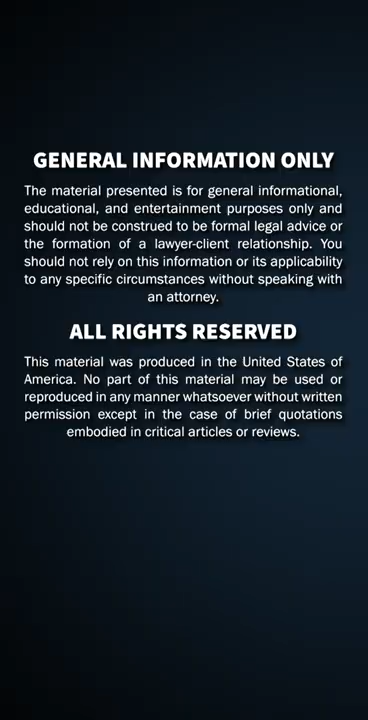 GENERAL INFORMATION ONLY
The material presented is for general informational,
educational, and entertainment purposes only and
should not be construed to be formal legal advice or
the formation of a lawyer-client relationship. You
should not rely on this information or its applicability
to any specific circumstances without speaking with
an attorney.
ALL RIGHTS RESERVED
This material was produced in the United States of
America. No part of this material may be used or
reproduced in any manner whatsoever without written
permission except in the case of brief quotations
embodied in critical articles or reviews.